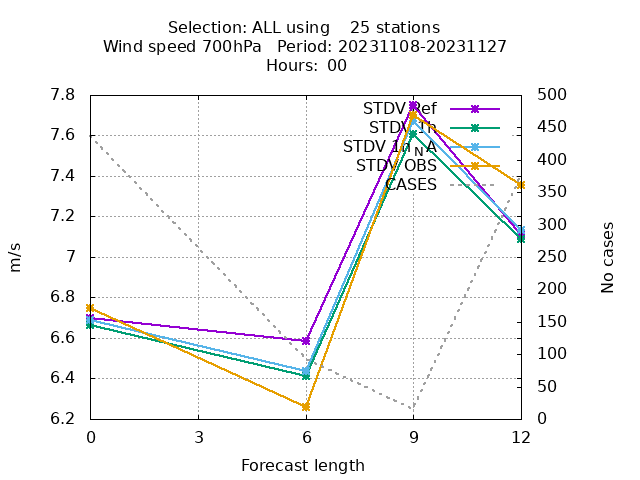 Selection: ALL using 25 stations
Wind speed 700hPa Period: 20231108-20231127
Hours: 00
7.8
7.6
7.4
7.2
7
6.8
6.6
6.4
6.2
m/s
STDV Ref
STDV 1h
STDV 1h_NA
STDV OBS
CASES
500
450
400
350
300
250
200
150
100
50
0
No cases
0 3 6 9 12
Forecast length